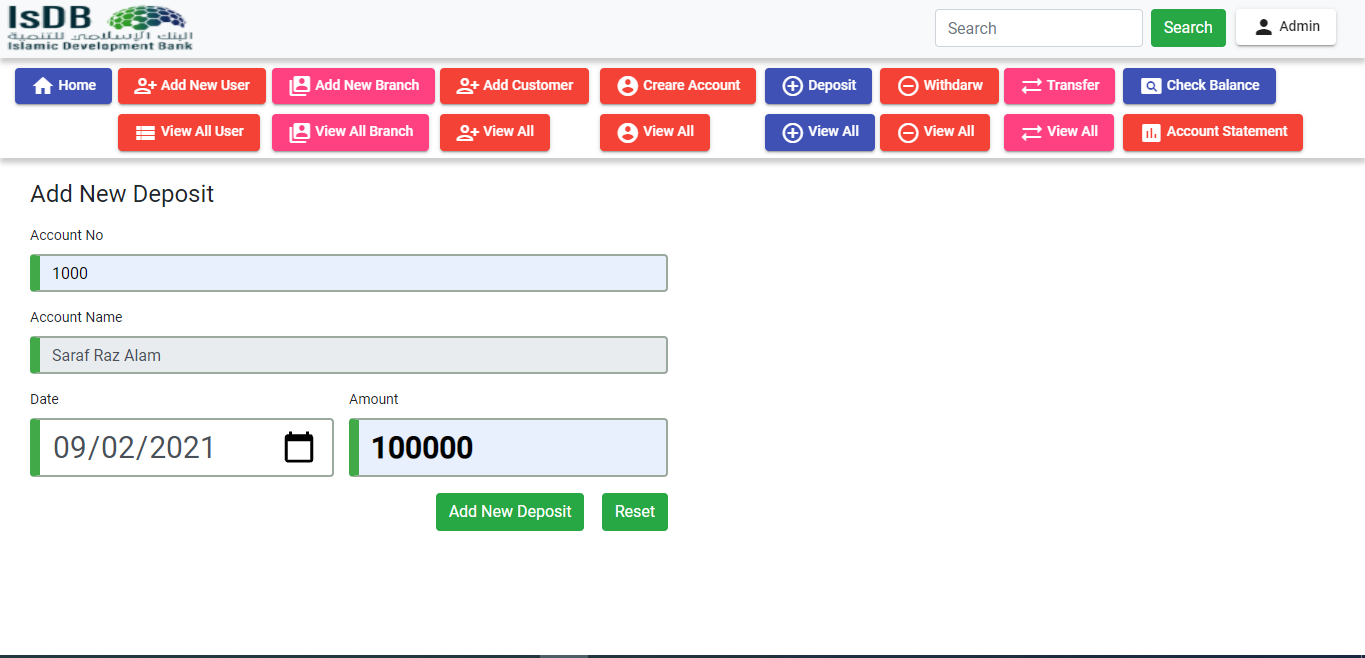 IsDB
البنك الإسلامي للتنمية
Islamic Development Bank
Search Search Admin
Home Add New User Add New Branch Add Customer Creare Account Deposit Withdarw Transfer Check Balance
View All User View All Branch View All View All View All View All View All Account Statement
Add New Deposit
Account No
1000
Account Name
Saraf Raz Alam
Date Amount
09/02/2021 100000
Add New Deposit Reset